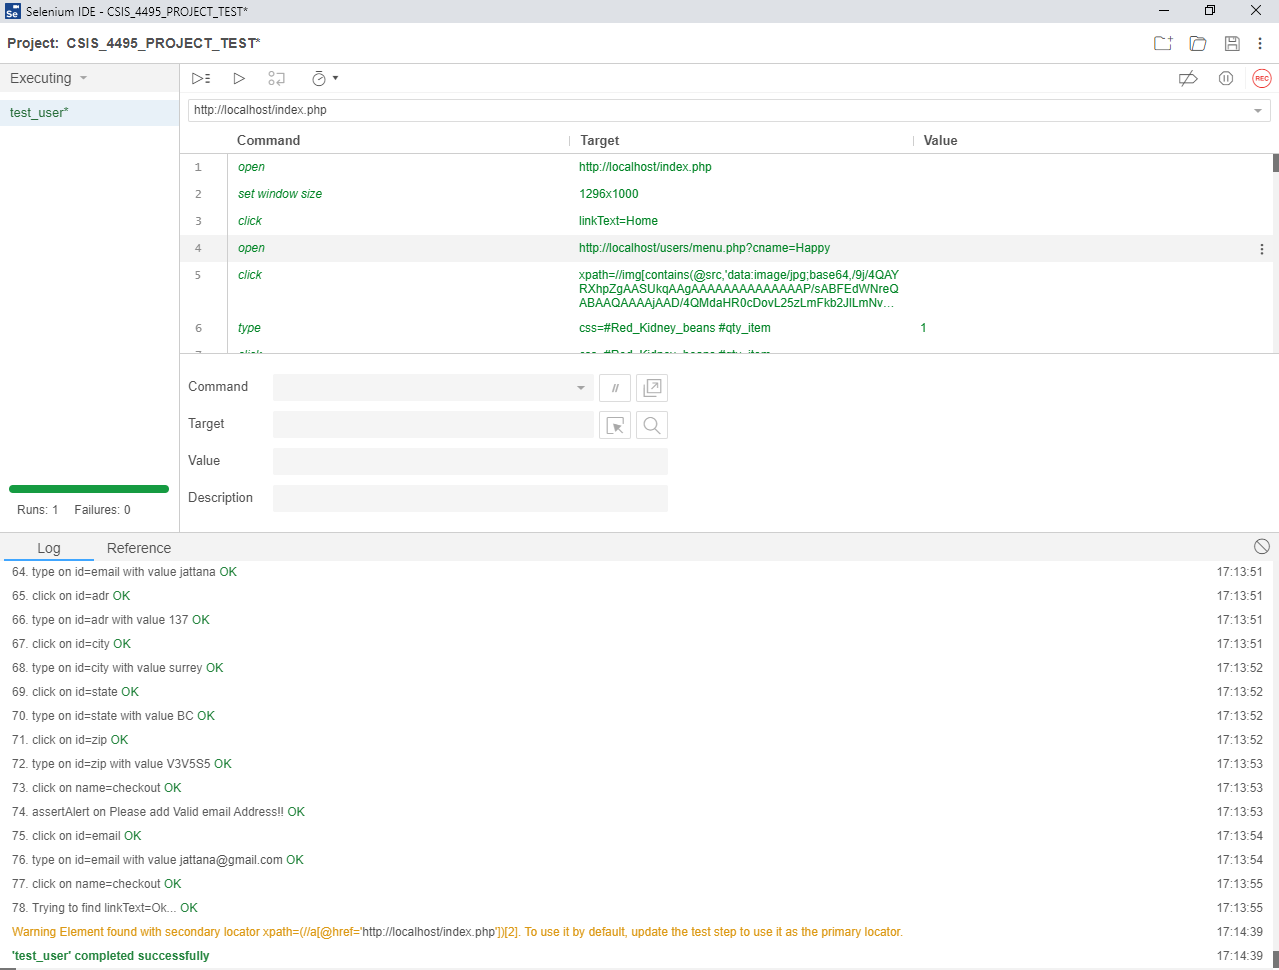 Selenium IDE - CSIS_4495_PROJECT_TEST*
Project: CSIS_4495_PROJECT_TEST*
Executing
REC
test_user*
http://localhost/index.php
Command Target Value
1 open http://localhost/index.php
2 set window size 1296x1000
3 click linkText=Home
4 open http://localhost/users/menu.php?cname=Happy
5 click xpath=//img[contains(@src,'data:image/jpg;base64,/9j/4QAY
RXhpZgAASUkqAAgAAAAAAAAAAAAAAP/sABFEdWNreQ
ABAAQAAAAjAAD/4QMdaHR0cDovL25zLmFkb2JlLmNv...
6 type css=#Red_Kidney_beans #qty_item 1
7 click css=#Red_Kidney_beans #qty_item
Command //
Target
Value
Description
Runs: 1 Failures: 0
Log Reference
64. type on id=email with value jattana OK 17:13:51
65. click on id=adr OK 17:13:51
66. type on id=adr with value 137 OK 17:13:51
67. click on id=city OK 17:13:51
68. type on id=city with value surrey OK 17:13:52
69. click on id=state OK 17:13:52
70. type on id=state with value BC OK 17:13:52
71. click on id=zip OK 17:13:52
72. type on id=zip with value V3V5S5 OK 17:13:53
73. click on name=checkout OK 17:13:53
74. assertAlert on Please add Valid email Address!! OK 17:13:53
75. click on id=email OK 17:13:54
76. type on id=email with value jattana@gmail.com OK 17:13:54
77. click on name=checkout OK 17:13:55
78. Trying to find linkText=Ok... OK 17:13:55
Warning Element found with secondary locator xpath=(//a[@href='http://localhost/index.php'])[2]. To use it by default, update the test step to use it as the primary locator. 17:14:39
'test_user' completed successfully 17:14:39